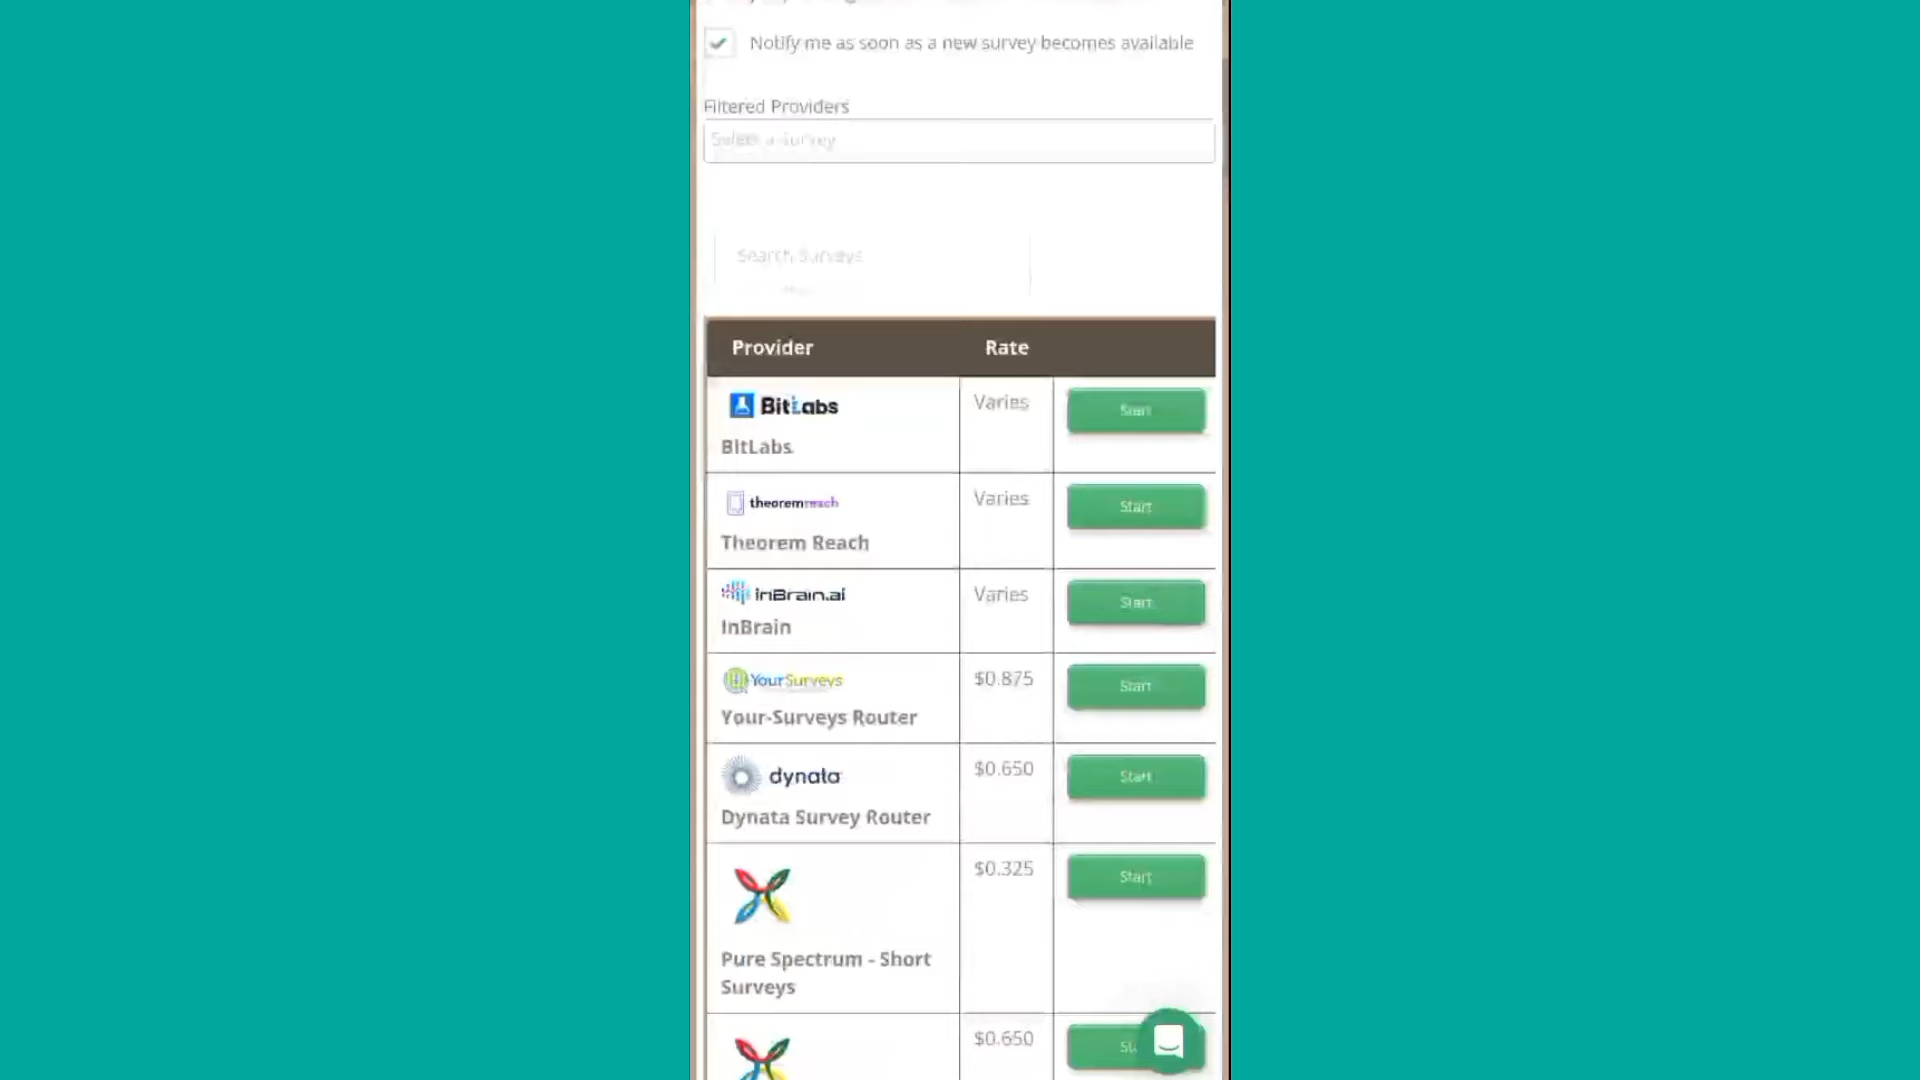 Notify me as soon as a new survey becomes available
Filtered Providers
Select a survey
Search Surveys
Provider Rate
BitLabs Varies Start
BitLabs
theoremreach Varies Start
Theorem Reach
inBrain.ai Varies Start
InBrain
YourSurveys $0.875 Start
Your-Surveys Router
dynata $0.650 Start
Dynata Survey Router
$0.325 Start
Pure Spectrum - Short
Surveys
$0.650